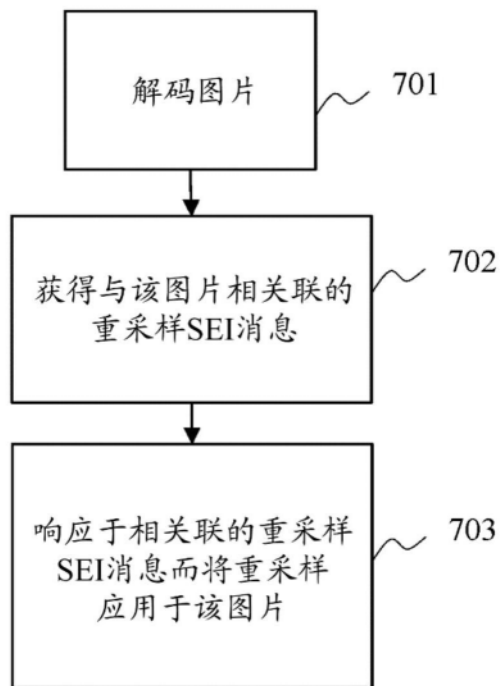 解码图片
701
获得与该图片相关联的
重采样SEI消息
702
响应于相关联的重采样
SEI消息而将重采样
应用于该图片
703